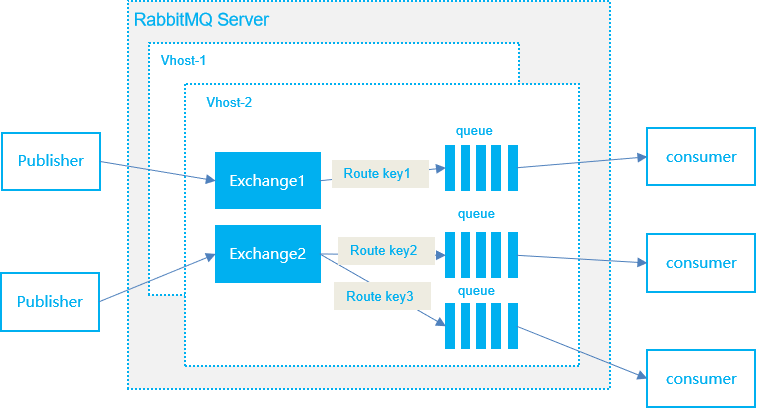 RabbitMQ Server
Vhost-1
Vhost-2
queue
Publisher
Exchange1
Route key1
consumer
queue
Publisher
Exchange2
Route key2
consumer
queue
Route key3
consumer